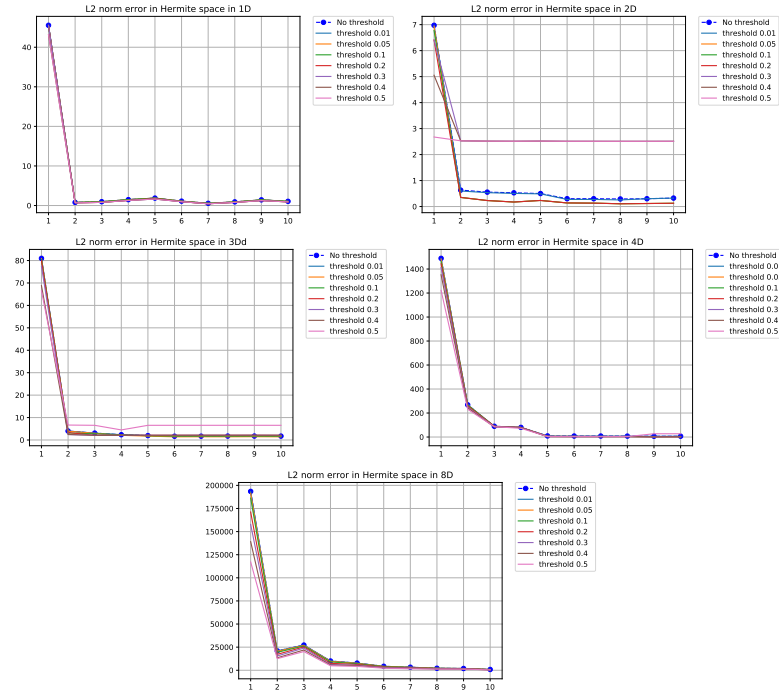 L2 norm error in Hermite space in 1D
40
30
20
10
0
1 2 3 4 5 6 7 8 9 10
No threshold
threshold 0.01
threshold 0.05
threshold 0.1
threshold 0.2
threshold 0.3
threshold 0.4
threshold 0.5
L2 norm error in Hermite space in 2D
7
6
5
4
3
2
1
0
1 2 3 4 5 6 7 8 9 10
No threshold
threshold 0.01
threshold 0.05
threshold 0.1
threshold 0.2
threshold 0.3
threshold 0.4
threshold 0.5
L2 norm error in Hermite space in 3Dd
80
70
60
50
40
30
20
10
0
1 2 3 4 5 6 7 8 9 10
No threshold
threshold 0.01
threshold 0.05
threshold 0.1
threshold 0.2
threshold 0.3
threshold 0.4
threshold 0.5
L2 norm error in Hermite space in 4D
1400
1200
1000
800
600
400
200
0
1 2 3 4 5 6 7 8 9 10
No threshold
threshold 0.0
threshold 0.0
threshold 0.1
threshold 0.2
threshold 0.3
threshold 0.4
threshold 0.5
L2 norm error in Hermite space in 8D
200000
175000
150000
125000
100000
75000
50000
25000
0
1 2 3 4 5 6 7 8 9 10
No threshold
threshold 0.01
threshold 0.05
threshold 0.1
threshold 0.2
threshold 0.3
threshold 0.4
threshold 0.5